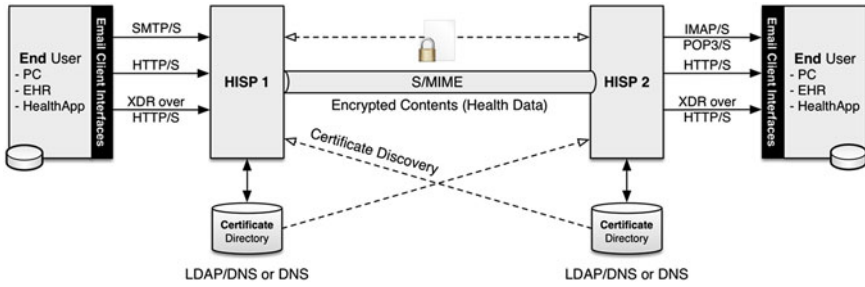 End User
- PC
- EHR
- HealthApp
Email Client Interfaces
SMTP/S
HTTP/S
XDR over
HTTP/S
HISP 1
S/MIME
Encrypted Contents (Health Data)
Certificate Discovery
HISP 2
IMAP/S
POP3/S
HTTP/S
XDR over
HTTP/S
Email Client Interfaces
End User
- PC
- EHR
- HealthApp
Certificate
Directory
LDAP/DNS or DNS
Certificate
Directory
LDAP/DNS or DNS